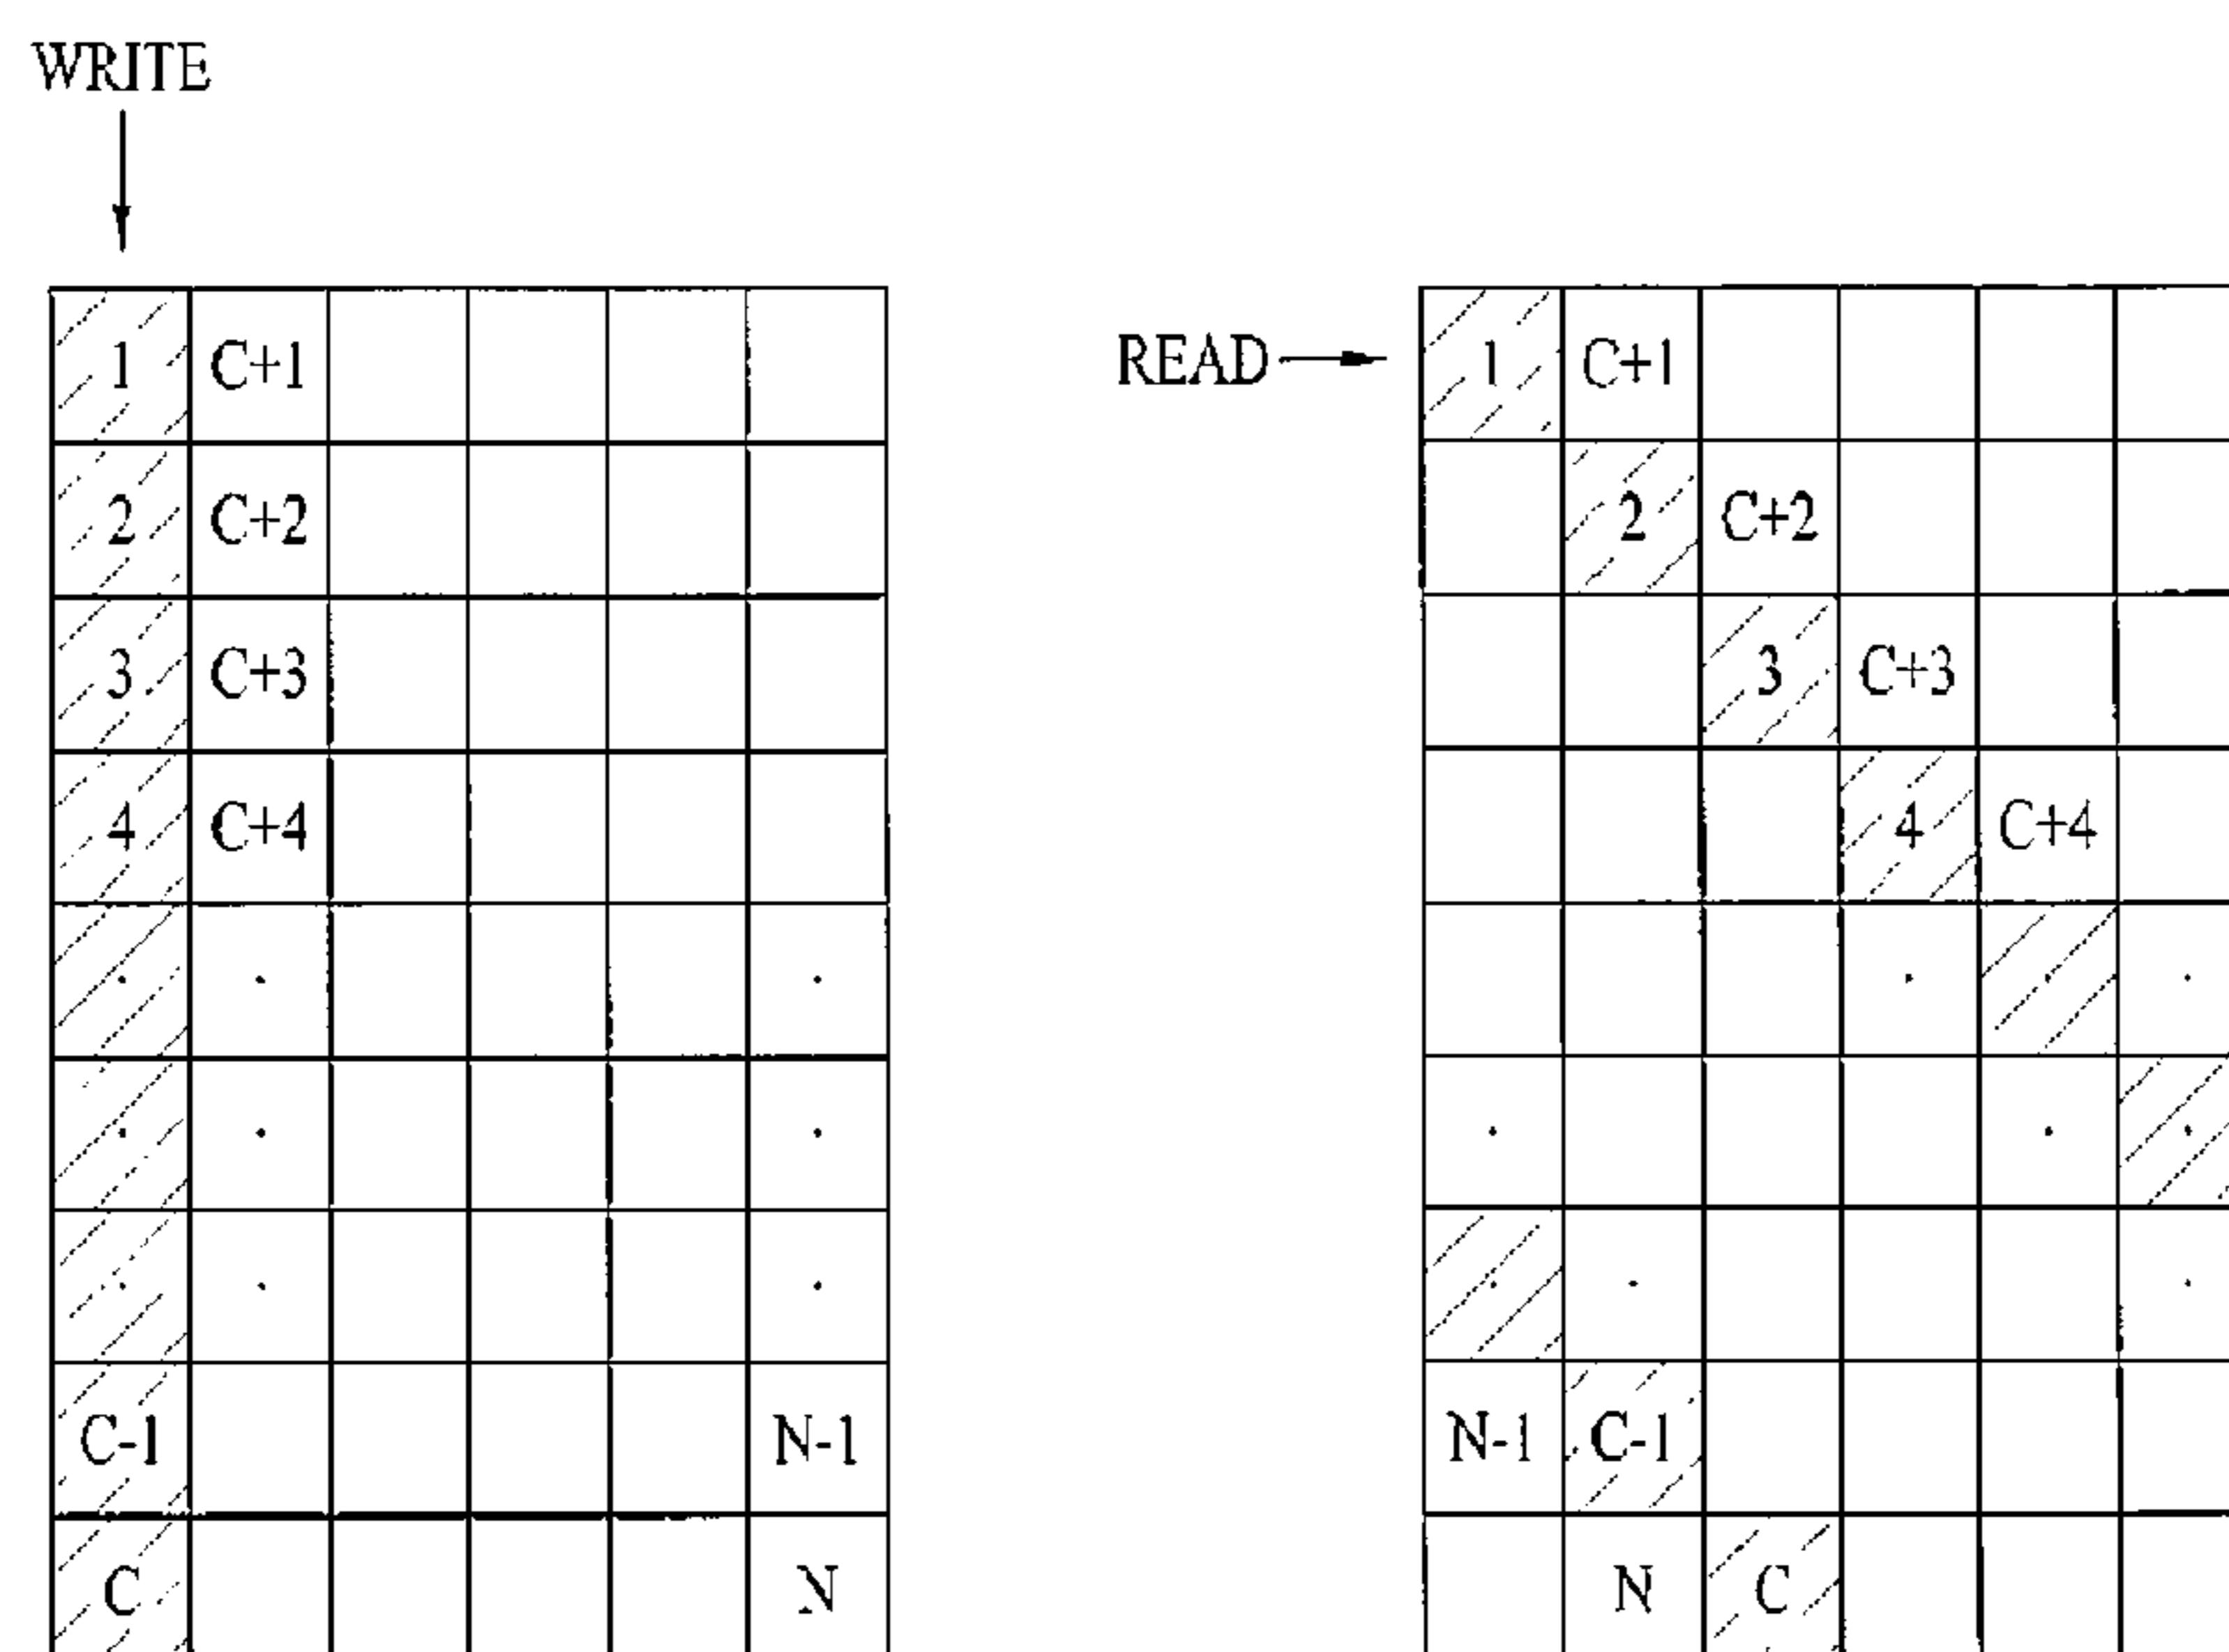 WRITE
1 C+1
2 C+2
3 C+3
4 C+4
C-1 N-1
C N
READ
1 C+1
2 C+2
3 C+3
4 C+4
N-1 C-1
N C